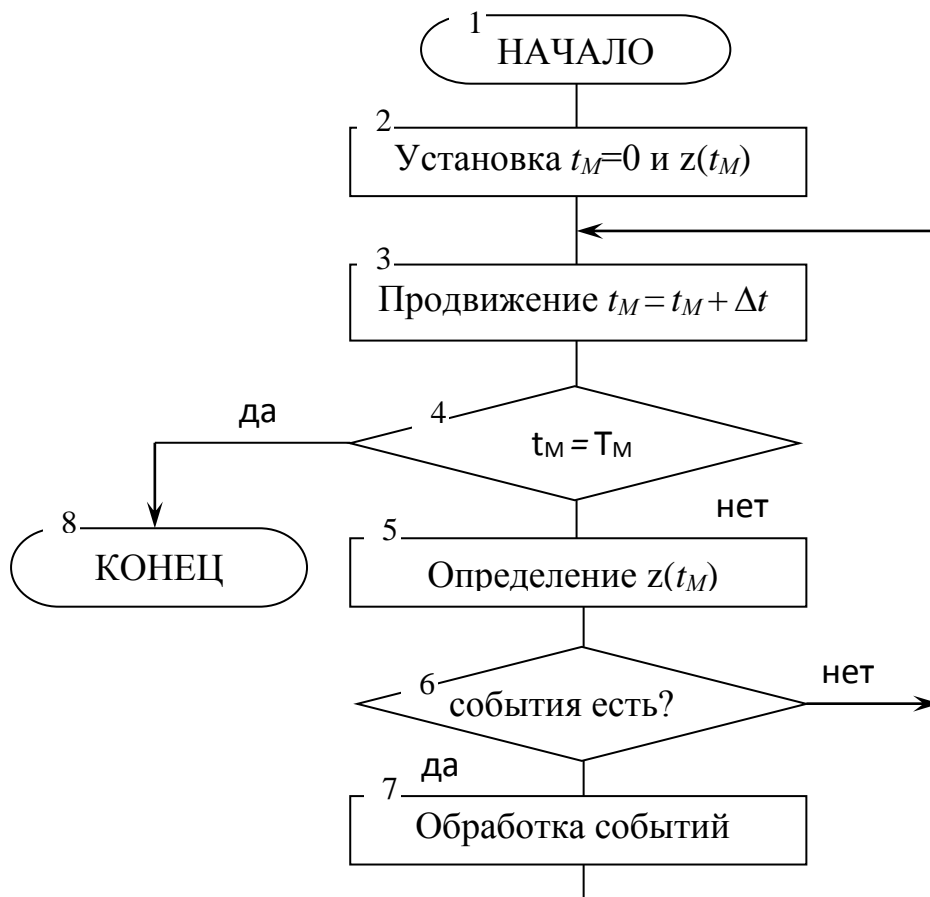 1
НАЧАЛО
2
Установка tM=0 и z(tM)
3
Продвижение tM = tM + Δt
4
да
tM = TM
нет
8
КОНЕЦ
5
Определение z(tM)
6
события есть?
нет
да
7
Обработка событий